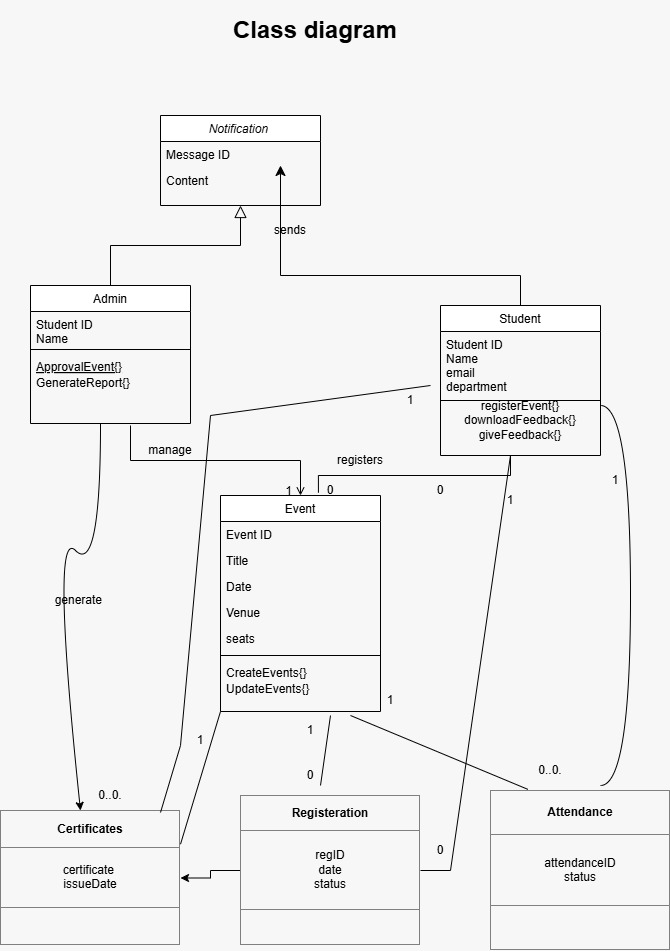 Class diagram
Notification
Message ID
Content
sends
Admin
Student ID
Name
ApprovalEvent{}
GenerateReport{}
Student
Student ID
Name
email
department
registerEvent{}
downloadFeedback{}
giveFeedback{}
1
manage
registers
1
0
0
1
1
Event
Event ID
Title
Date
Venue
seats
CreateEvents{}
UpdateEvents{}
generate
1
1
1
0
0..0.
0..0.
Certificates
certificate
issueDate
Registeration
regID
date
status
0
Attendance
attendanceID
status